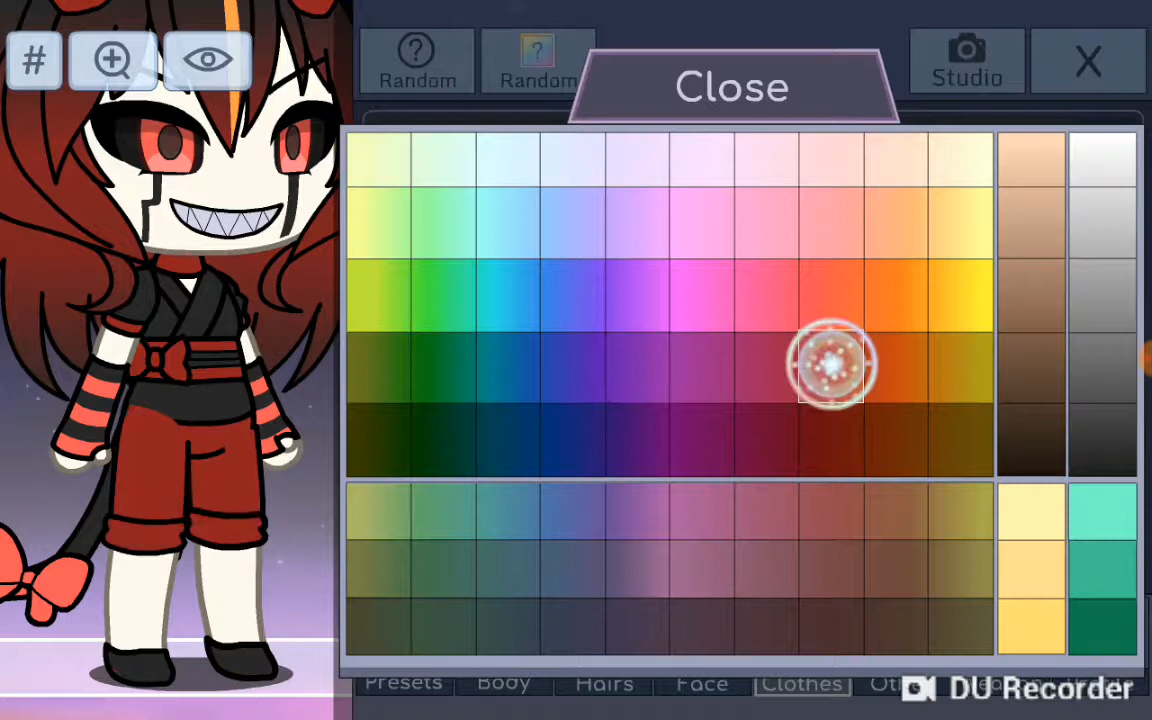 #
? Random
? Random
Close
Studio
X
Presets
Body
Hairs
Face
Clothes
DU Recorder